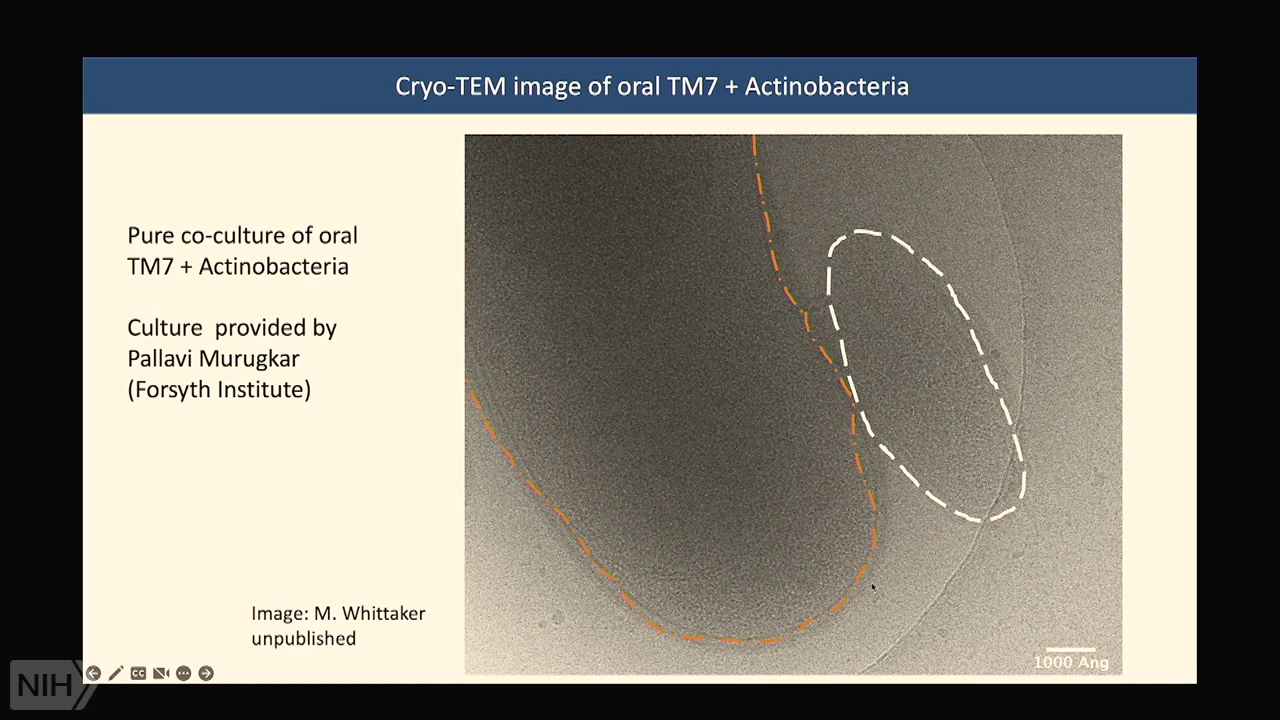 Cryo-TEM image of oral TM7 + Actinobacteria
Pure co-culture of oral
TM7 + Actinobacteria
Culture provided by
Pallavi Murugkar
(Forsyth Institute)
Image: M. Whittaker
unpublished
1000 Ang
CC
NIH